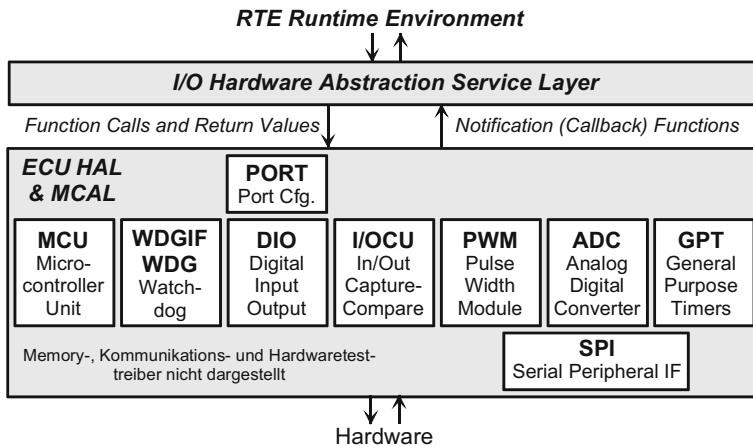 RTE Runtime Environment
I/O Hardware Abstraction Service Layer
Function Calls and Return Values
Notification (Callback) Functions
ECU HAL
& MCAL
PORT
Port Cfg.
MCU
Micro-
controller
Unit
WDGIF
WDG
Watch-
dog
DIO
Digital
Input
Output
I/OCU
In/Out
Capture-
Compare
PWM
Pulse
Width
Module
ADC
Analog
Digital
Converter
GPT
General
Purpose
Timers
Memory-, Kommunikations- und Hardwaretest-
treiber nicht dargestellt
SPI
Serial Peripheral IF
Hardware